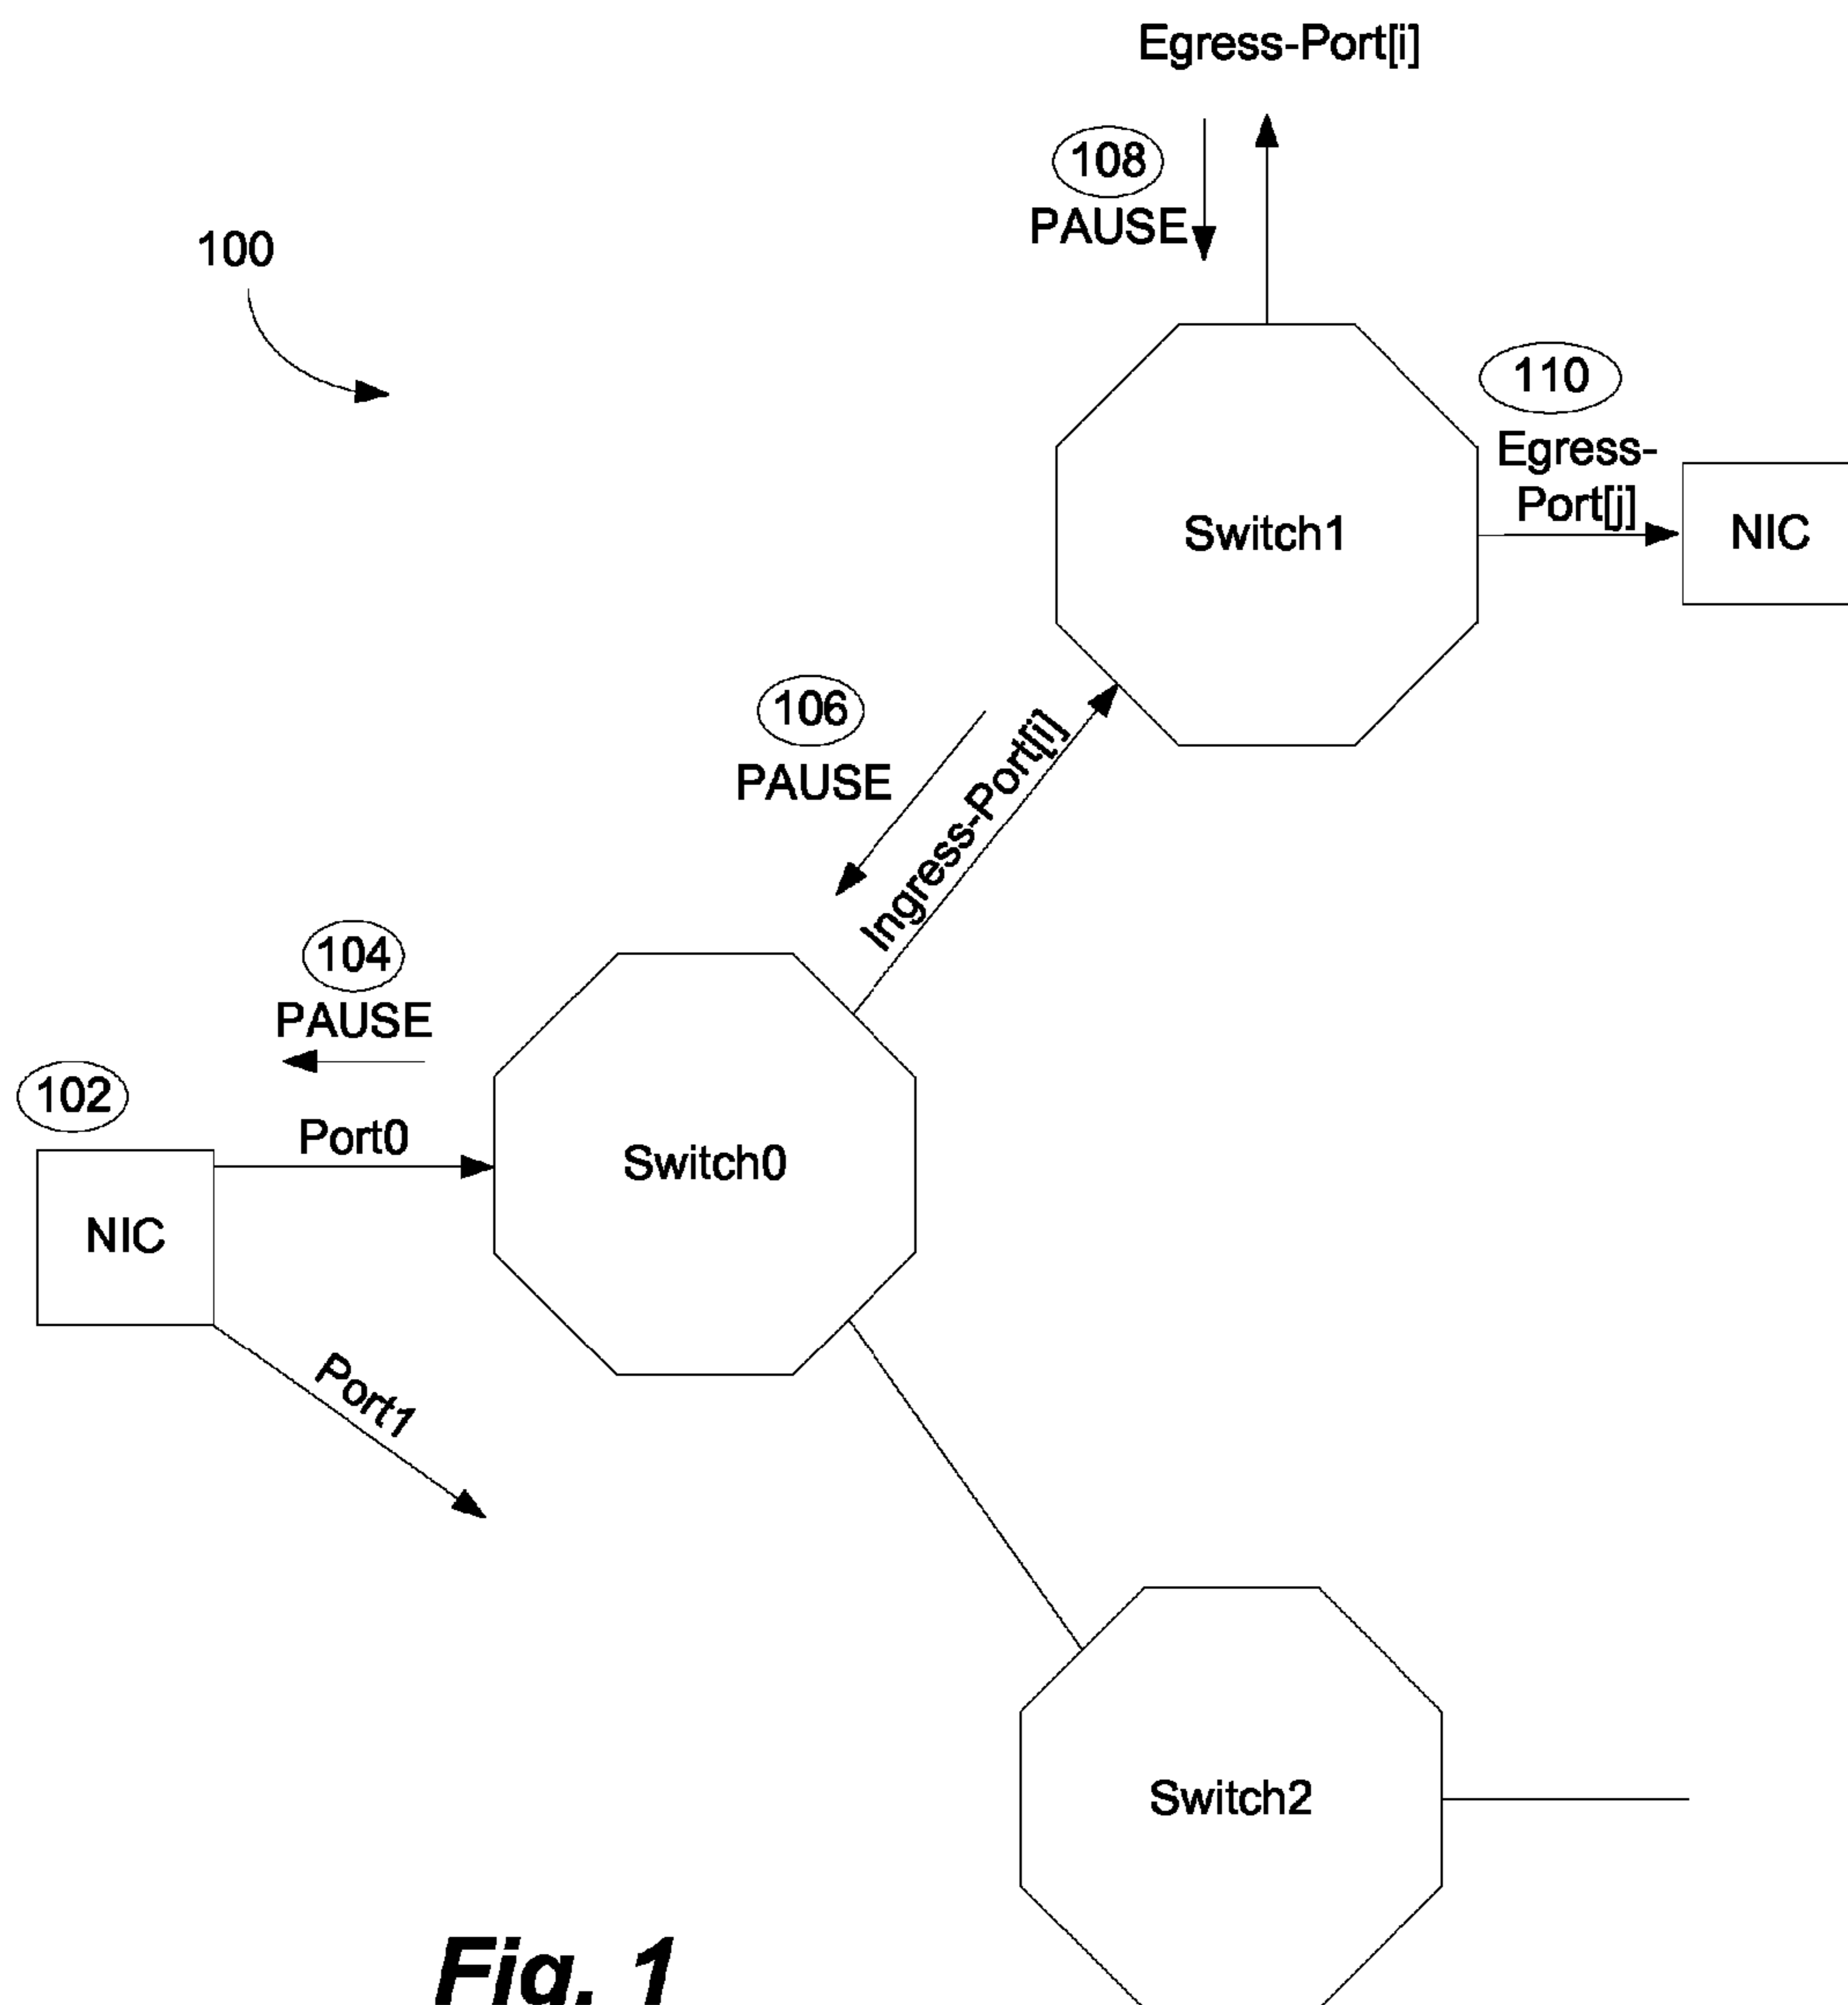 Egress-Port[i]
108
PAUSE
100
110
Egress-
Port[j]
Switch1
NIC
106
PAUSE
Ingress-Port[i]
104
PAUSE
102
Port0
Switch0
NIC
Port1
Switch2
Fig. 1